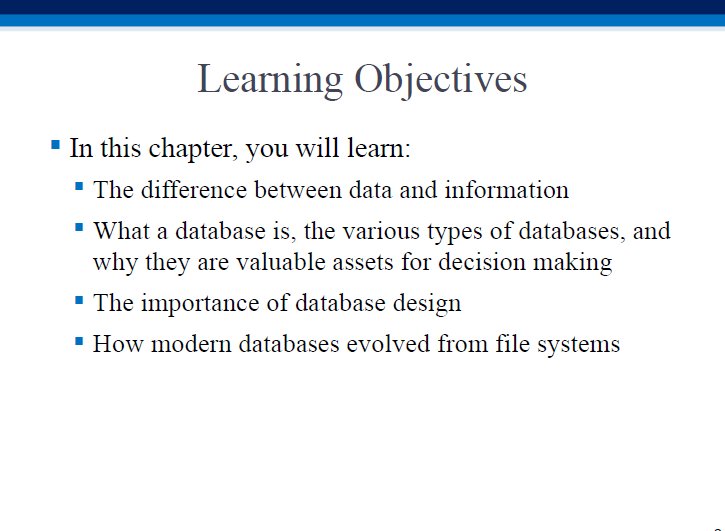 Learning Objectives
In this chapter, you will learn:
The difference between data and information
What a database is, the various types of databases, and
why they are valuable assets for decision making
The importance of database design
How modern databases evolved from file systems